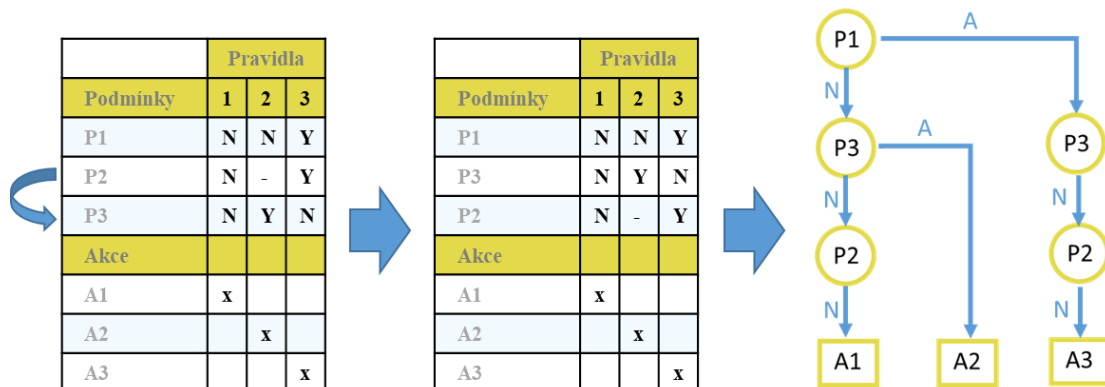 Pravidla
Podmínky 1 2 3
P1 N N Y
P2 N - Y
P3 N Y N
Akce
A1 x
A2 x
A3 x
Pravidla
Podmínky 1 2 3
P1 N N Y
P3 N Y N
P2 N - Y
Akce
A1 x
A2 x
A3 x
P1 A
N
P3 A P3
N N
P2 P2
N N
A1 A2 A3